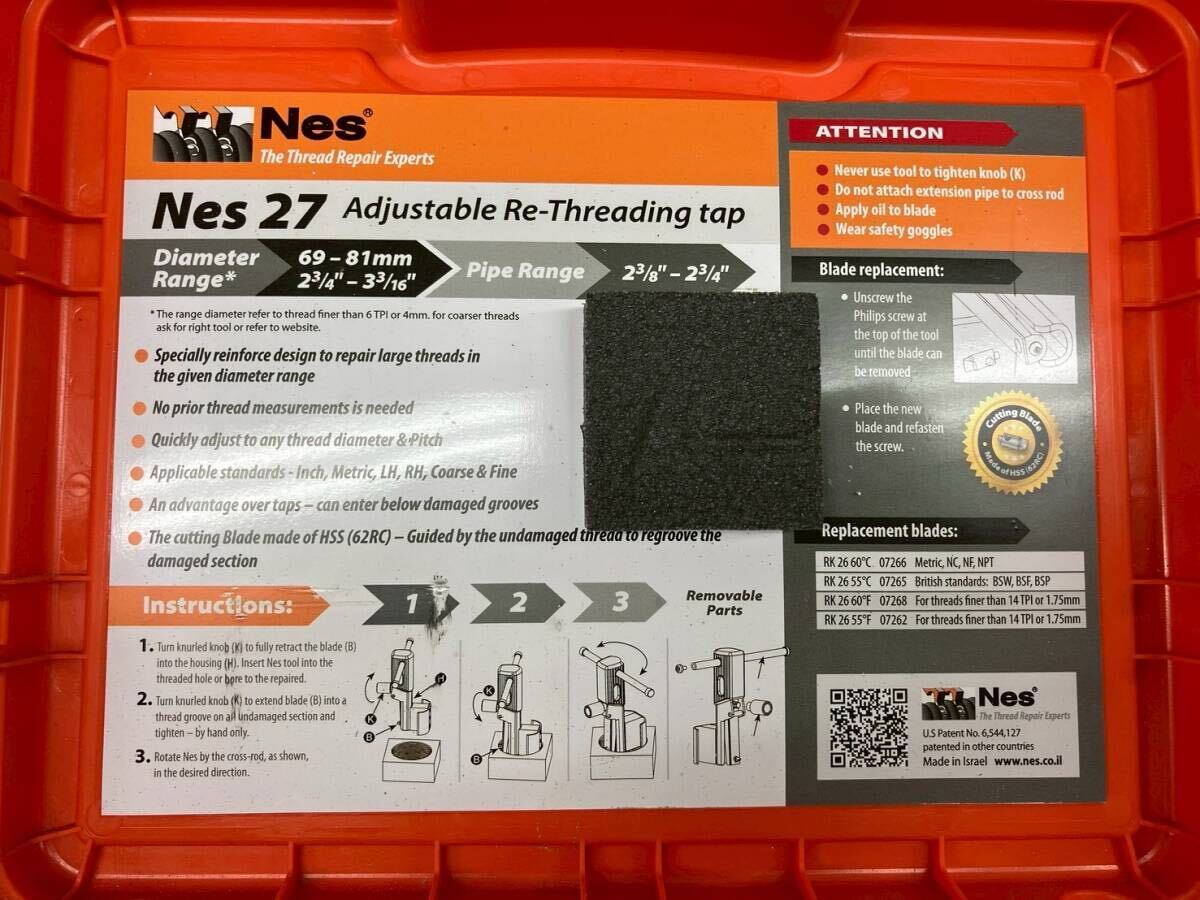 Nes®
The Thread Repair Experts
Nes 27 Adjustable Re-Threading tap
Diameter
Range*
69 – 81mm
2 3/4" – 3 3/16"
Pipe Range
2 3/8" – 2 3/4"
* The range diameter refer to thread finer than 6 TPI or 4mm. for coarser threads
ask for right tool or refer to website.
Specially reinforce design to repair large threads in
the given diameter range
No prior thread measurements is needed
Quickly adjust to any thread diameter & Pitch
Applicable standards - Inch, Metric, LH, RH, Coarse & Fine
An advantage over taps – can enter below damaged grooves
The cutting Blade made of HSS (62RC) – Guided by the undamaged thread to regroove the
damaged section
Instructions:
1
2
3
Removable
Parts
1. Turn knurled knob (K) to fully retract the blade (B)
into the housing (H). Insert Nes tool into the
threaded hole or bore to the repaired.
2. Turn knurled knob (K) to extend blade (B) into a
thread groove on an undamaged section and
tighten – by hand only.
3. Rotate Nes by the cross-rod, as shown,
in the desired direction.
H
K
B
K
B
ATTENTION
Never use tool to tighten knob (K)
Do not attach extension pipe to cross rod
Apply oil to blade
Wear safety goggles
Blade replacement:
Unscrew the
Philips screw at
the top of the tool
until the blade can
be removed
Place the new
blade and refasten
the screw.
Cutting Blade
Made of HSS (62RC)
Replacement blades:
RK 26 60°C 07266 Metric, NC, NF, NPT
RK 26 55°C 07265 British standards: BSW, BSF, BSP
RK 26 60°F 07268 For threads finer than 14 TPI or 1.75mm
RK 26 55°F 07262 For threads finer than 14 TPI or 1.75mm
Nes®
The Thread Repair Experts
U.S Patent No. 6,544,127
patented in other countries
Made in Israel www.nes.co.il